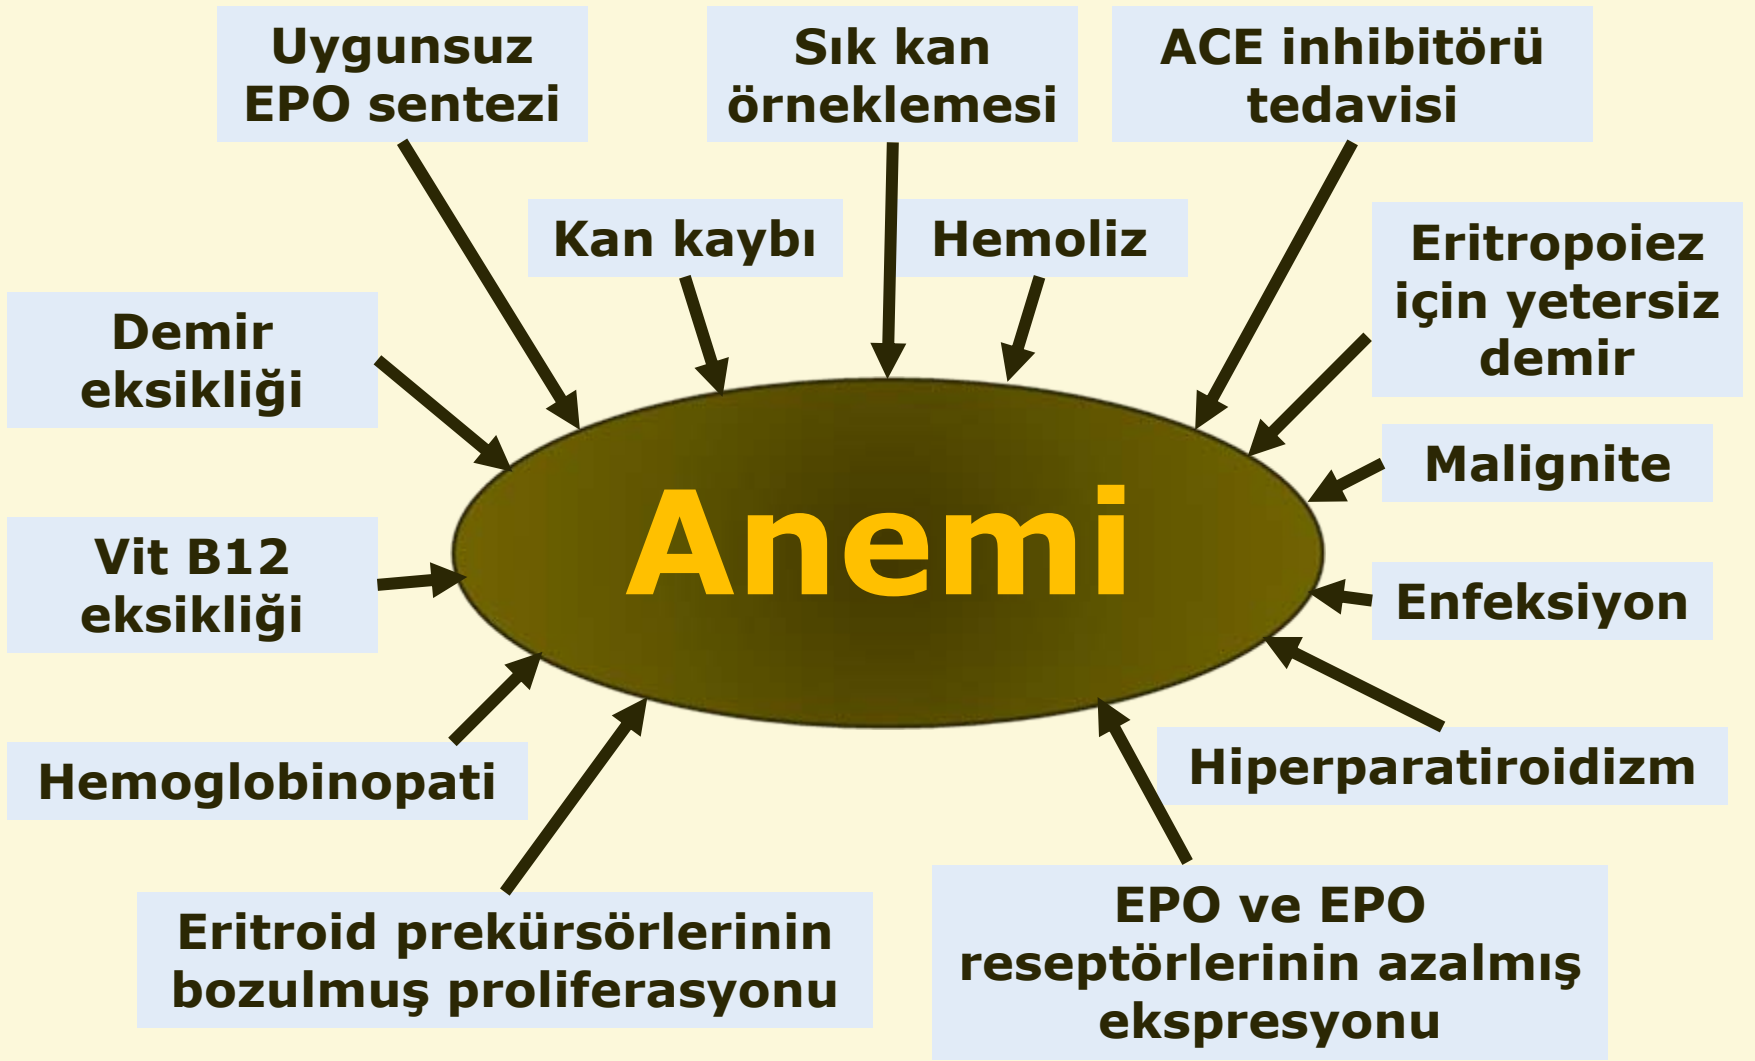 Uygunsuz
EPO sentezi
Sık kan
örneklemesi
ACE inhibitörü
tedavisi
Kan kaybı
Hemoliz
Eritropoiez
için yetersiz
demir
Demir
eksikliği
Malignite
Anemi
Vit B12
eksikliği
Enfeksiyon
Hemoglobinopati
Hiperparatiroidizm
Eritroid prekürsörlerinin
bozulmuş proliferasyonu
EPO ve EPO
reseptörlerinin azalmış
ekspresyonu